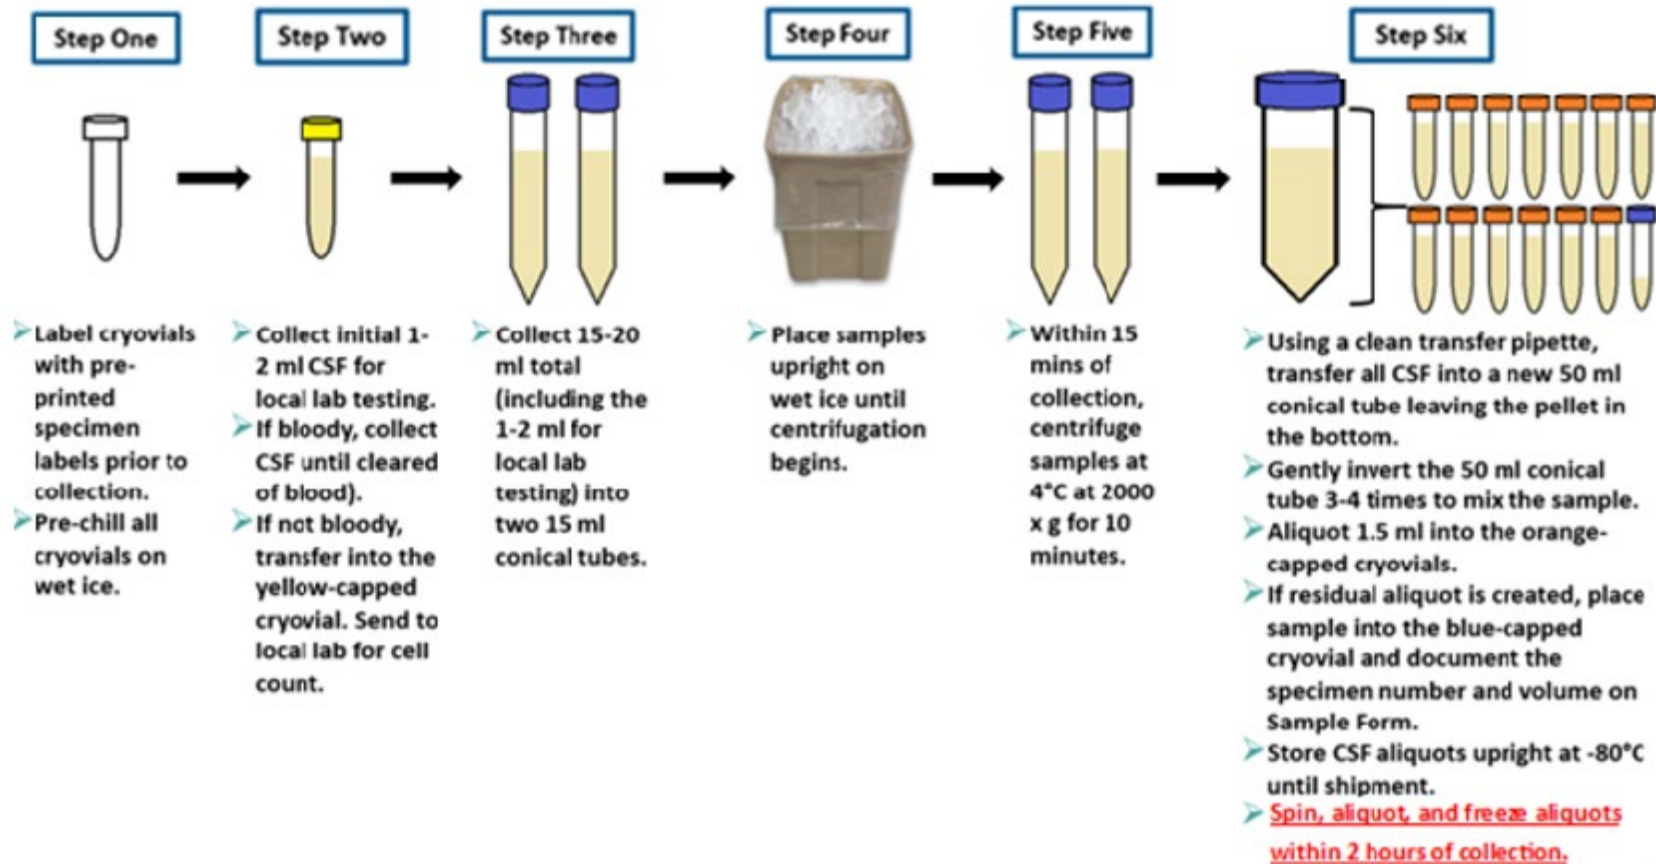 Step One
Label cryovials
with pre-
printed
specimen
labels prior to
collection.
Pre-chill all
cryovials on
wet ice.
Step Two
Collect initial 1-
2 ml CSF for
local lab testing.
If bloody, collect
CSF until cleared
of blood).
If not bloody,
transfer into the
yellow-capped
cryovial. Send to
local lab for cell
count.
Step Three
Collect 15-20
ml total
(including the
1-2 ml for
local lab
testing) into
two 15 ml
conical tubes.
Step Four
Place samples
upright on
wet ice until
centrifugation
begins.
Step Five
Within 15
mins of
collection,
centrifuge
samples at
4°C at 2000
x g for 10
minutes.
Step Six
Using a clean transfer pipette,
transfer all CSF into a new 50 ml
conical tube leaving the pellet in
the bottom.
Gently invert the 50 ml conical
tube 3-4 times to mix the sample.
Aliquot 1.5 ml into the orange-
capped cryovials.
If residual aliquot is created, place
sample into the blue-capped
cryovial and document the
specimen number and volume on
Sample Form.
Store CSF aliquots upright at -80°C
until shipment.
Spin, aliquot, and freeze aliquots
within 2 hours of collection.